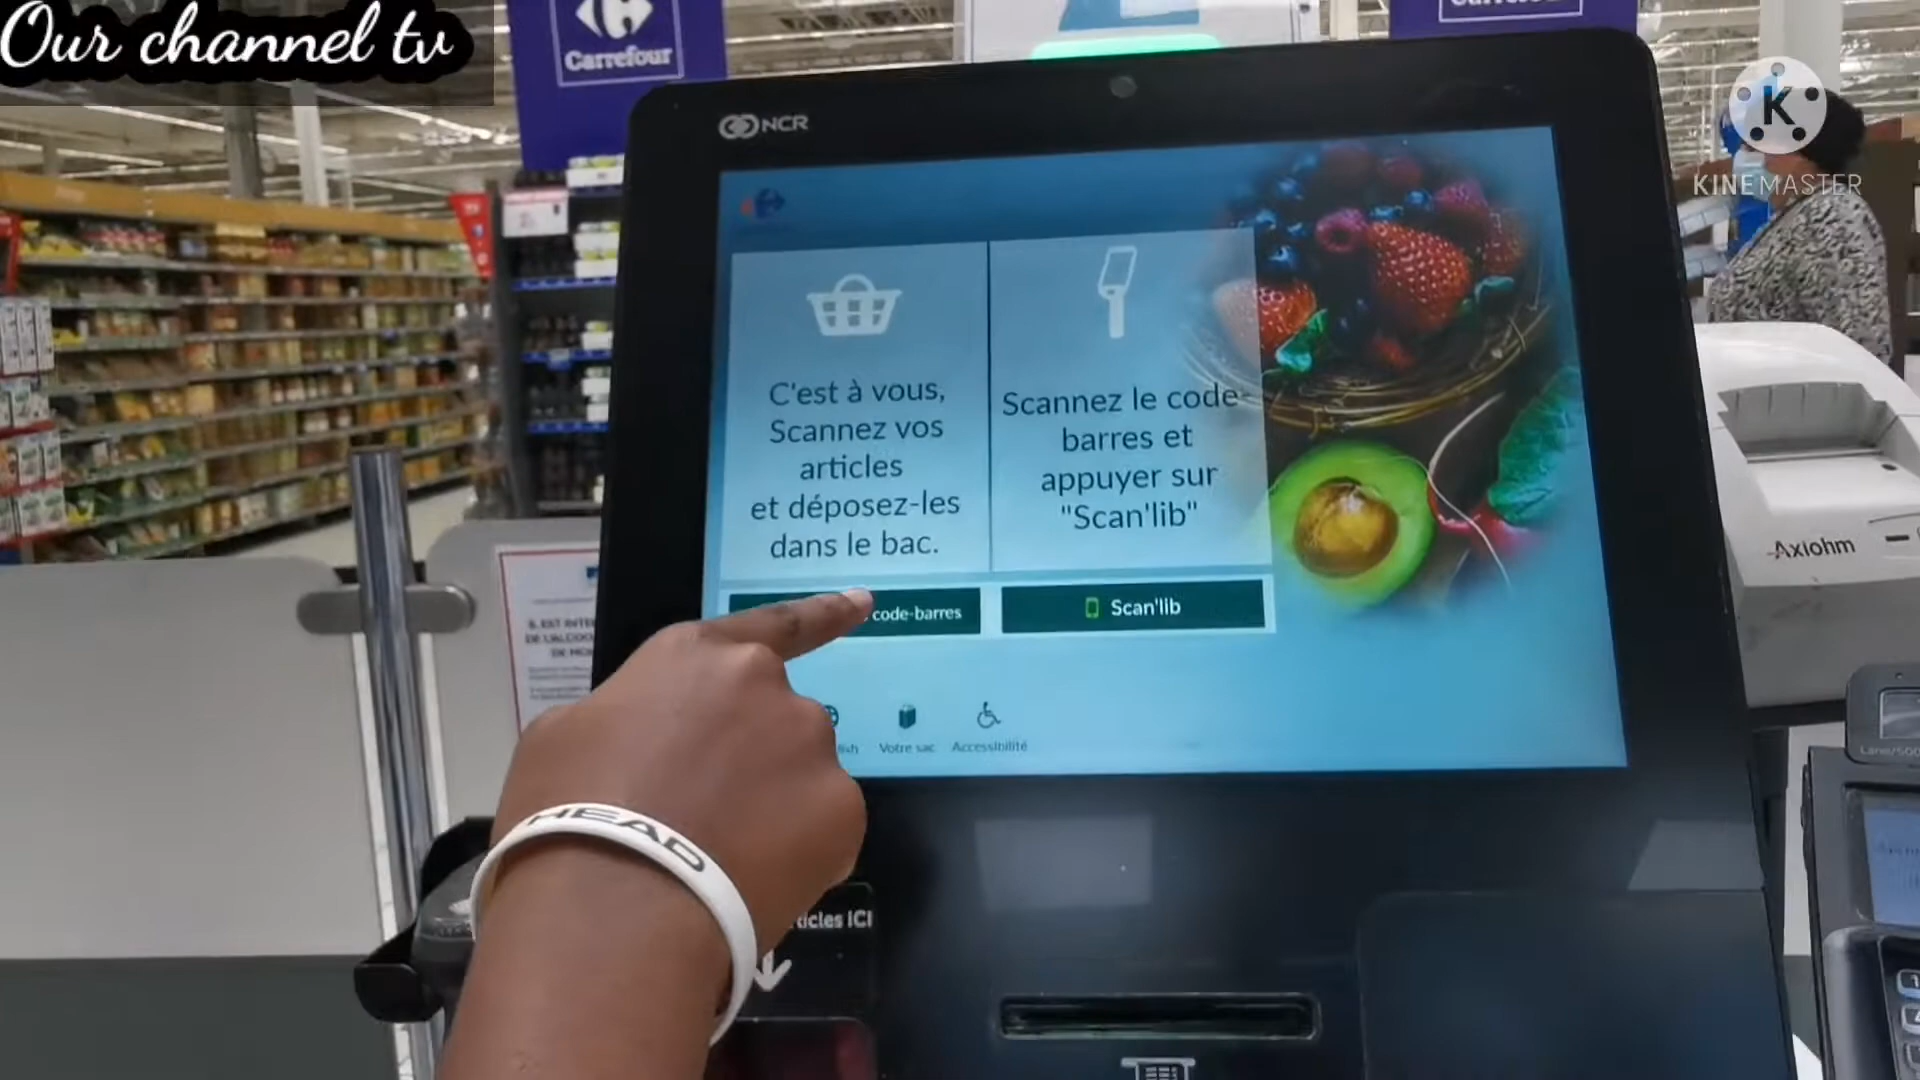 Our channel tv
Carrefour
NCR
KINEMASTER
C'est à vous,
Scannez vos
articles
et déposez-les
dans le bac.
Scannez le code-
barres et
appuyer sur
"Scan'lib"
code-barres
Scan'lib
Votre sac
Accessibilité
Axiohm
HEAD
ICI